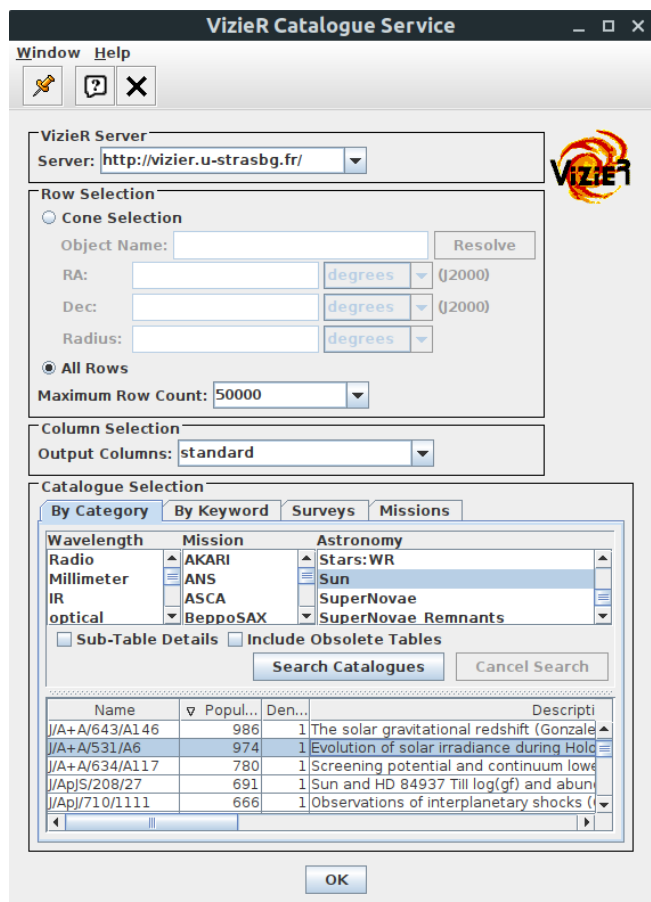 VizieR Catalogue Service
Window Help
VizieR Server
Server: http://vizier.u-strasbg.fr/
VizieR
Row Selection
Cone Selection
Object Name: Resolve
RA: degrees (J2000)
Dec: degrees (J2000)
Radius: degrees
All Rows
Maximum Row Count: 50000
Column Selection
Output Columns: standard
Catalogue Selection
By Category By Keyword Surveys Missions
Wavelength Mission Astronomy
Radio AKARI Stars:WR
Millimeter ANS Sun
IR ASCA SuperNovae
optical BeppoSAX SuperNovae Remnants
Sub-Table Details Include Obsolete Tables
Search Catalogues Cancel Search
Name Popul... Den... Descripti
J/A+A/643/A146 986 1 The solar gravitational redshift (Gonzale
J/A+A/531/A6 974 1 Evolution of solar irradiance during Holo
J/A+A/634/A117 780 1 Screening potential and continuum lowe
J/ApJS/208/27 691 1 Sun and HD 84937 TiII log(gf) and abun
J/ApJ/710/1111 666 1 Observations of interplanetary shocks (
OK